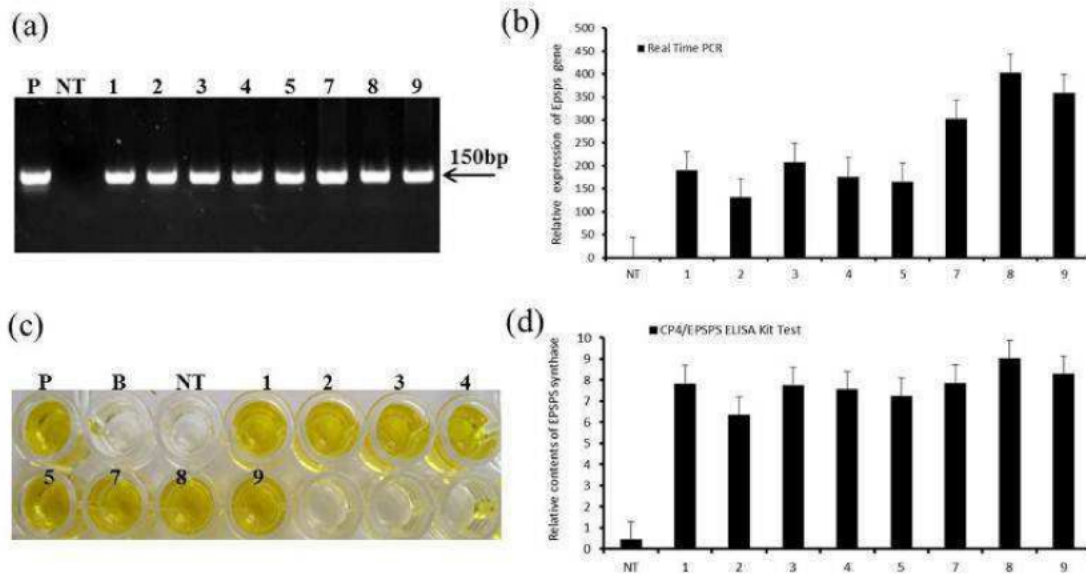 (a)
P NT 1 2 3 4 5 7 8 9
150bp
(b)
Relative expression of Epsps gene
500
450
400
350
300
250
200
150
100
50
0
Real Time PCR
NT 1 2 3 4 5 7 8 9
(c)
P B NT 1 2 3 4
5 7 8 9
(d)
Relative contents of EPSPS synthase
10
9
8
7
6
5
4
3
2
1
0
CP4/EPSPS ELISA Kit Test
NT 1 2 3 4 5 7 8 9